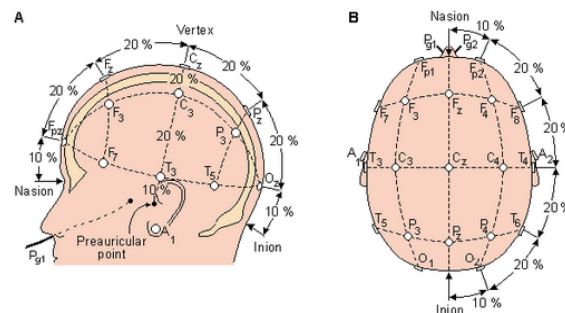 A
Vertex
20 %
20 %
Cz
Fz
20 %
20 %
20 %
C3
F3
Pz
20 %
P3
20 %
Fpz
F7
10 %
T3
T5
Oz
Nasion
10 %
10 %
A1
Preauricular
point
Inion
Pg1
B
Nasion
10 %
Pg1
Pg2
Fp1
Fp2
20 %
F7
F3
Fz
F4
F8
20 %
A1
T3
C3
Cz
C4
T4
A2
20 %
T5
P3
Pz
P4
T6
20 %
O1
O2
10 %
Inion